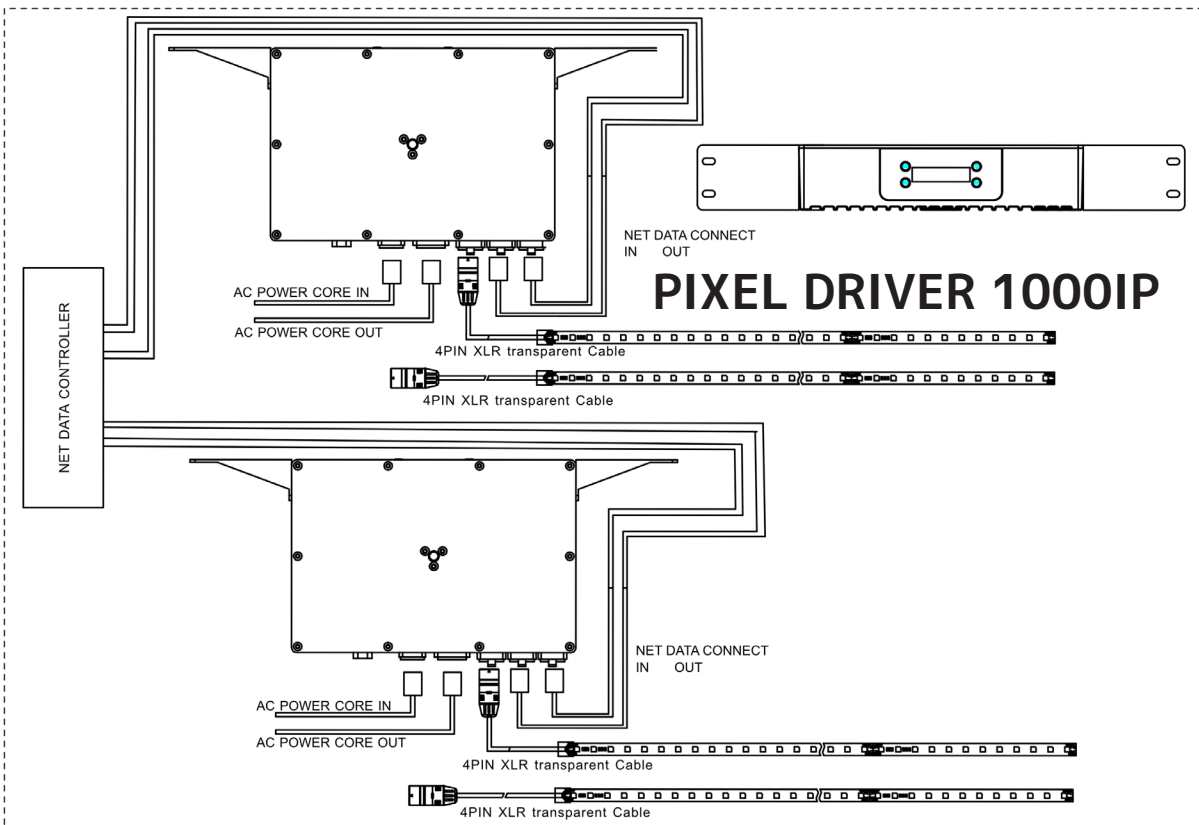 NET DATA CONNECT
IN OUT
PIXEL DRIVER 1000IP
AC POWER CORE IN
AC POWER CORE OUT
4PIN XLR transparent Cable
4PIN XLR transparent Cable
NET DATA CONTROLLER
NET DATA CONNECT
IN OUT
AC POWER CORE IN
AC POWER CORE OUT
4PIN XLR transparent Cable
4PIN XLR transparent Cable